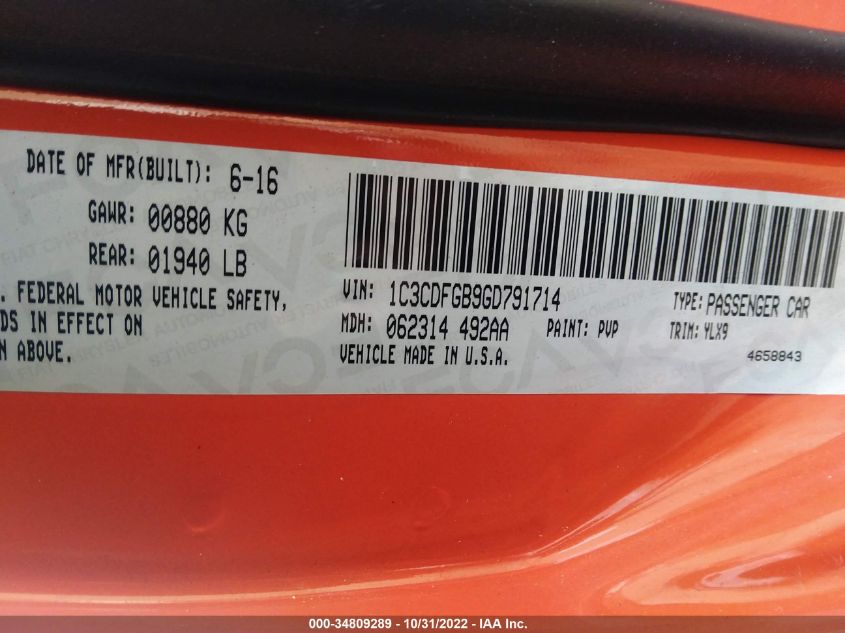 DATE OF MFR(BUILT): 6-16
GAWR: 00880 KG
REAR: 01940 LB
. FEDERAL MOTOR VEHICLE SAFETY,
DS IN EFFECT ON
N ABOVE.
VIN: 1C3CDFGB9GD791714 TYPE: PASSENGER CAR
MDH: 062314 492AA PAINT: PVP TRIM: YLX9
VEHICLE MADE IN U.S.A. 4658843
000-34809289 - 10/31/2022 - IAA Inc.